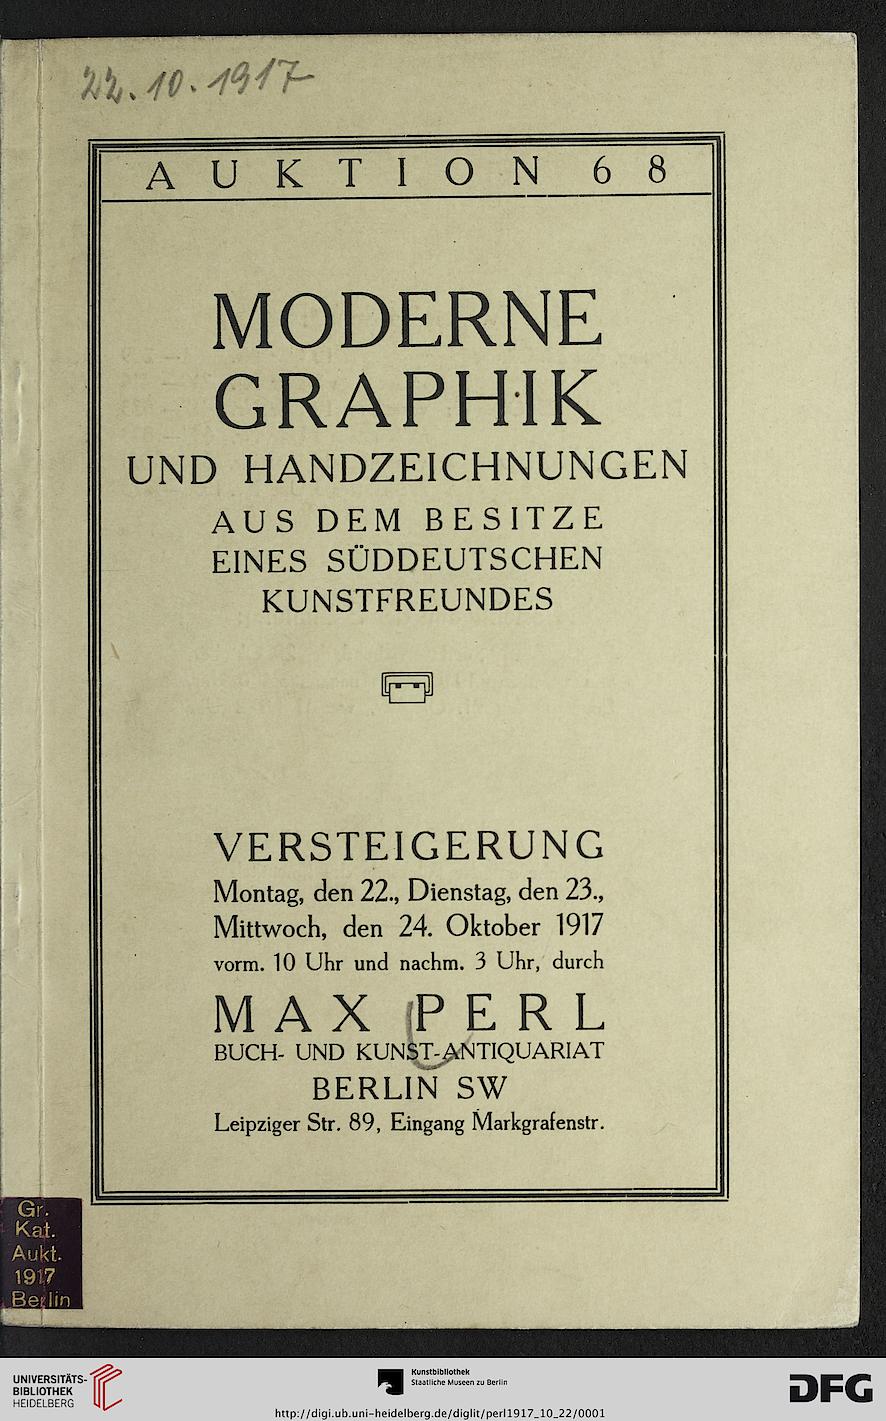 22.10.1917
AUKTION 68
MODERNE
GRAPHIK
UND HANDZEICHNUNGEN
AUS DEM BESITZE
EINES SÜDDEUTSCHEN
KUNSTFREUNDES
VERSTEIGERUNG
Montag, den 22., Dienstag, den 23.,
Mittwoch, den 24. Oktober 1917
vorm. 10 Uhr und nachm. 3 Uhr, durch
MAX PERL
BUCH- UND KUNST-ANTIQUARIAT
BERLIN SW
Leipziger Str. 89, Eingang Markgrafenstr.
Gr.
Kat.
Aukt.
1917
Berlin
UNIVERSITÄTS-
BIBLIOTHEK
HEIDELBERG
Kunstbibliothek
Staatliche Museen zu Berlin
http://digi.ub.uni-heidelberg.de/diglit/perl1917_10_22/0001
DFG